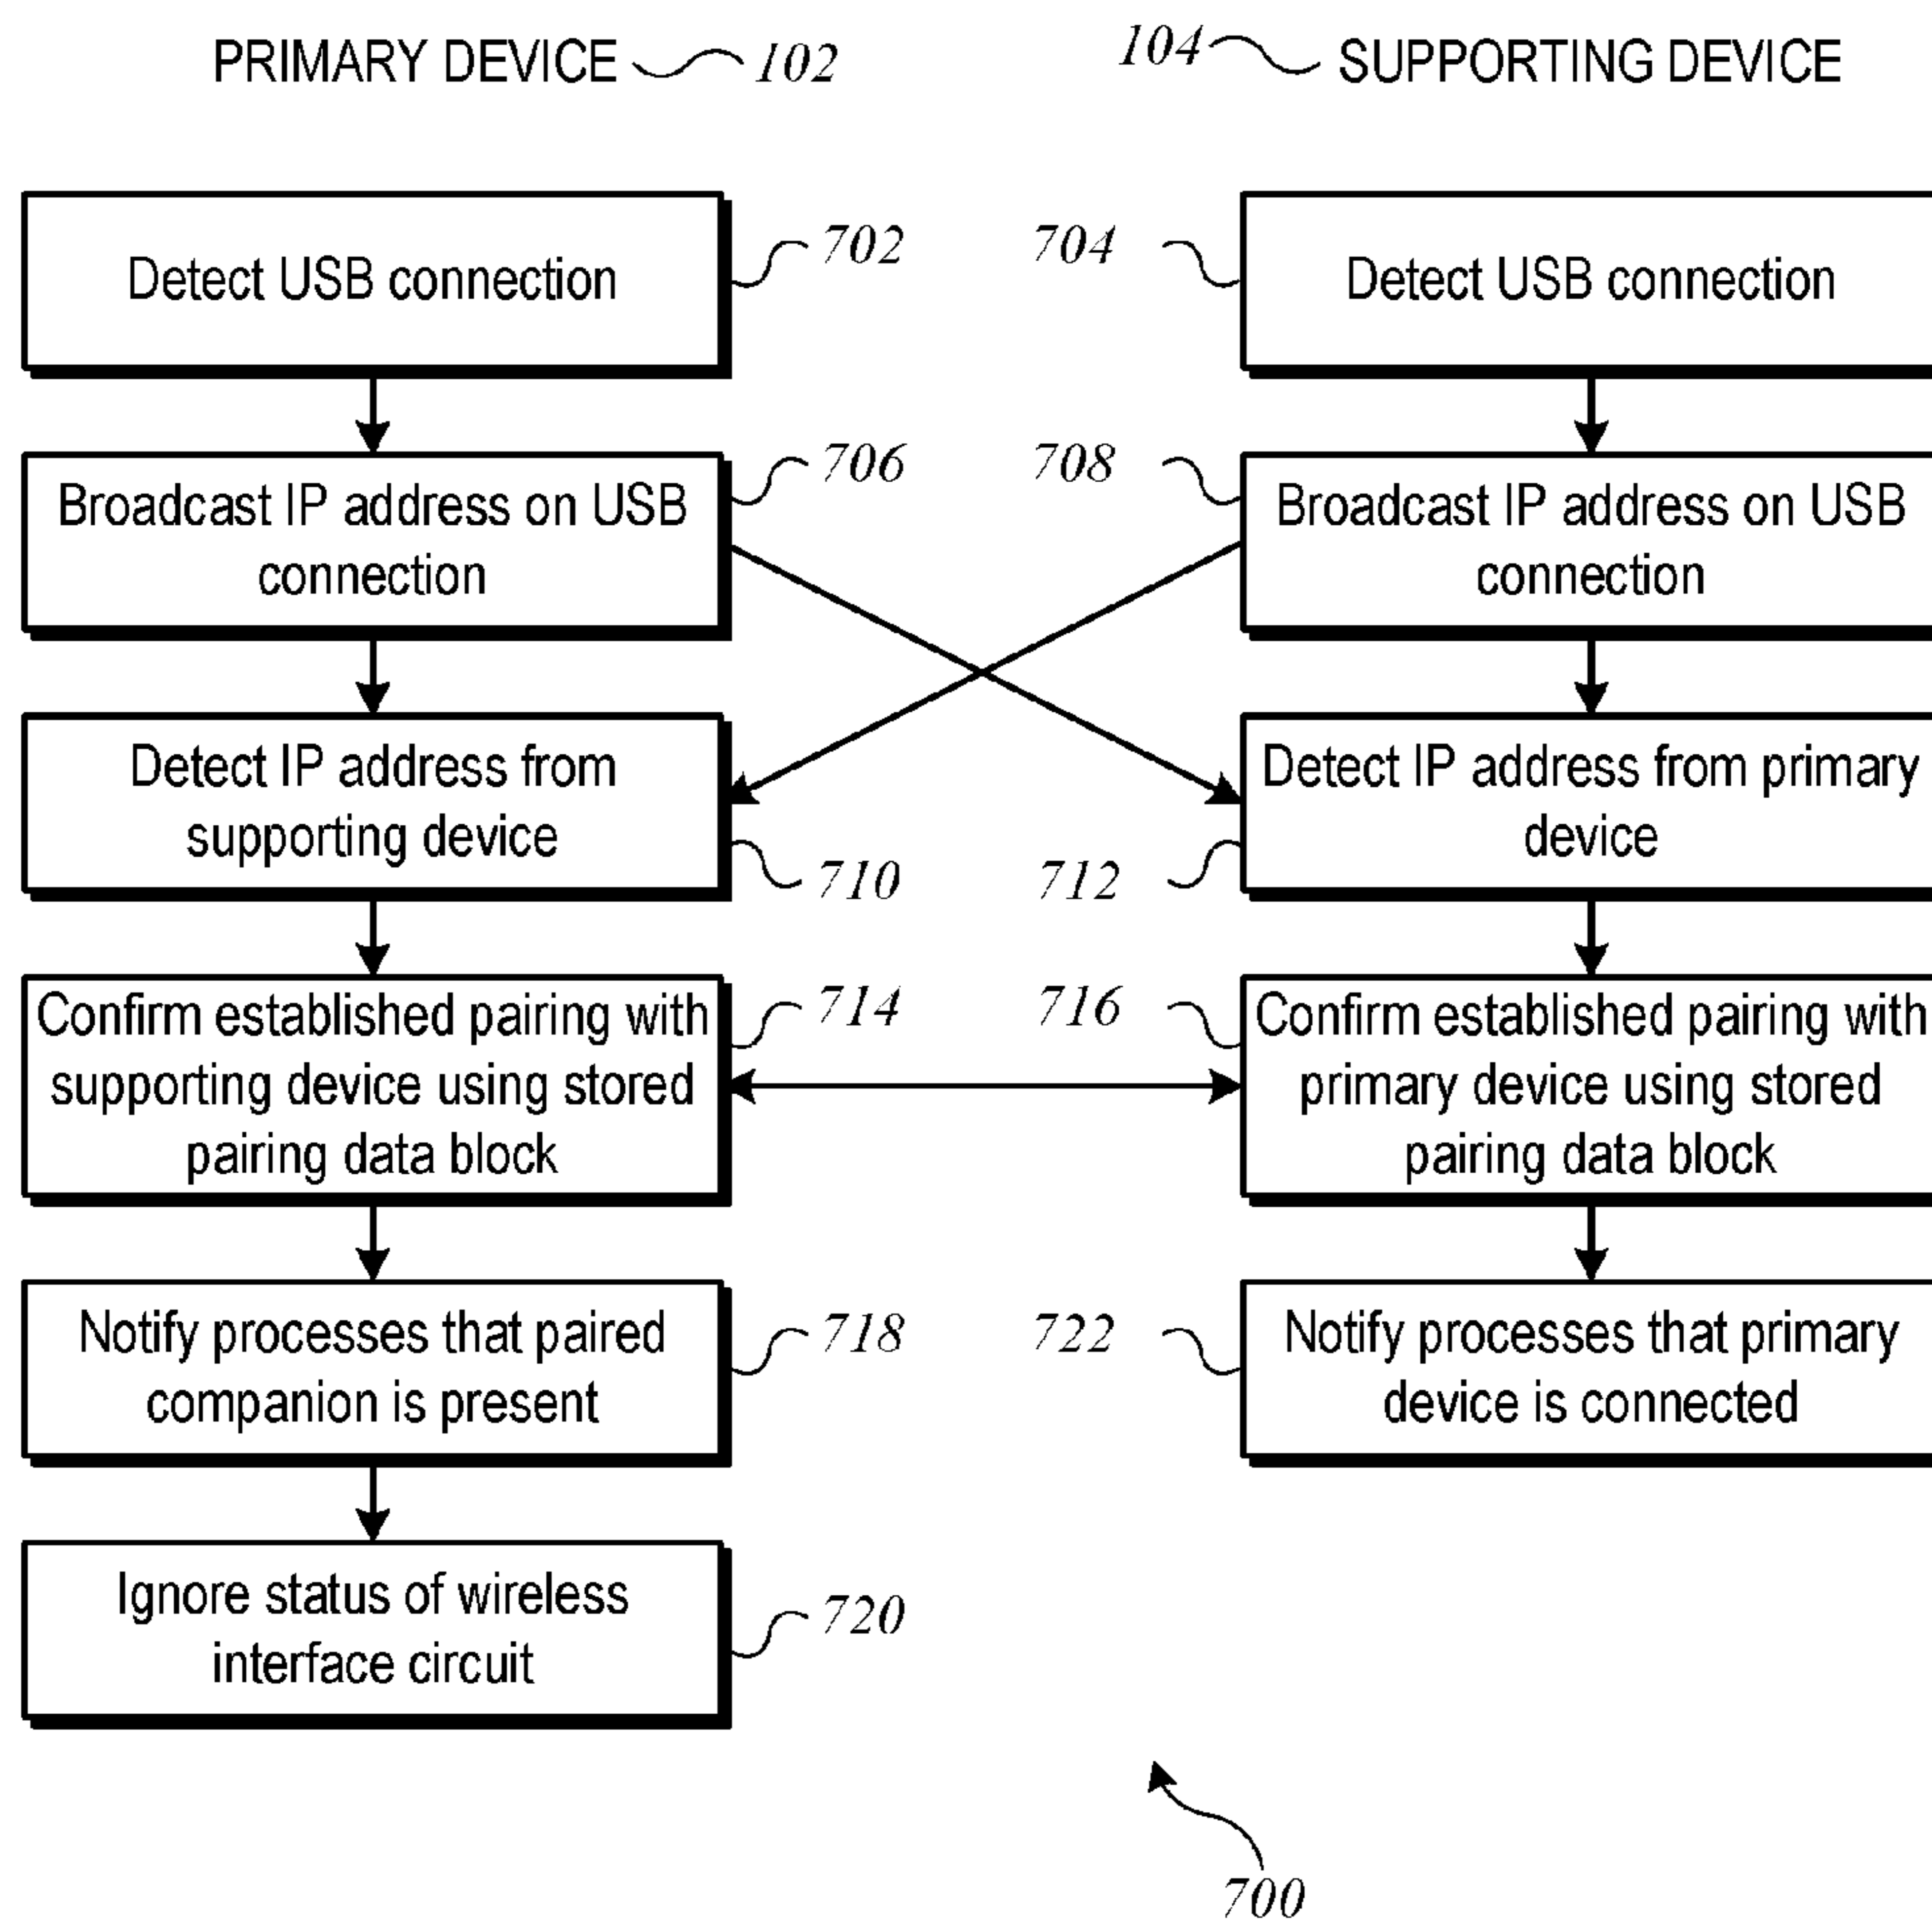 PRIMARY DEVICE 102
104 SUPPORTING DEVICE
Detect USB connection
702
704
Detect USB connection
Broadcast IP address on USB
connection
706
708
Broadcast IP address on USB
connection
Detect IP address from
supporting device
710
712
Detect IP address from primary
device
Confirm established pairing with
supporting device using stored
pairing data block
714
716
Confirm established pairing with
primary device using stored
pairing data block
Notify processes that paired
companion is present
718
722
Notify processes that primary
device is connected
Ignore status of wireless
interface circuit
720
700